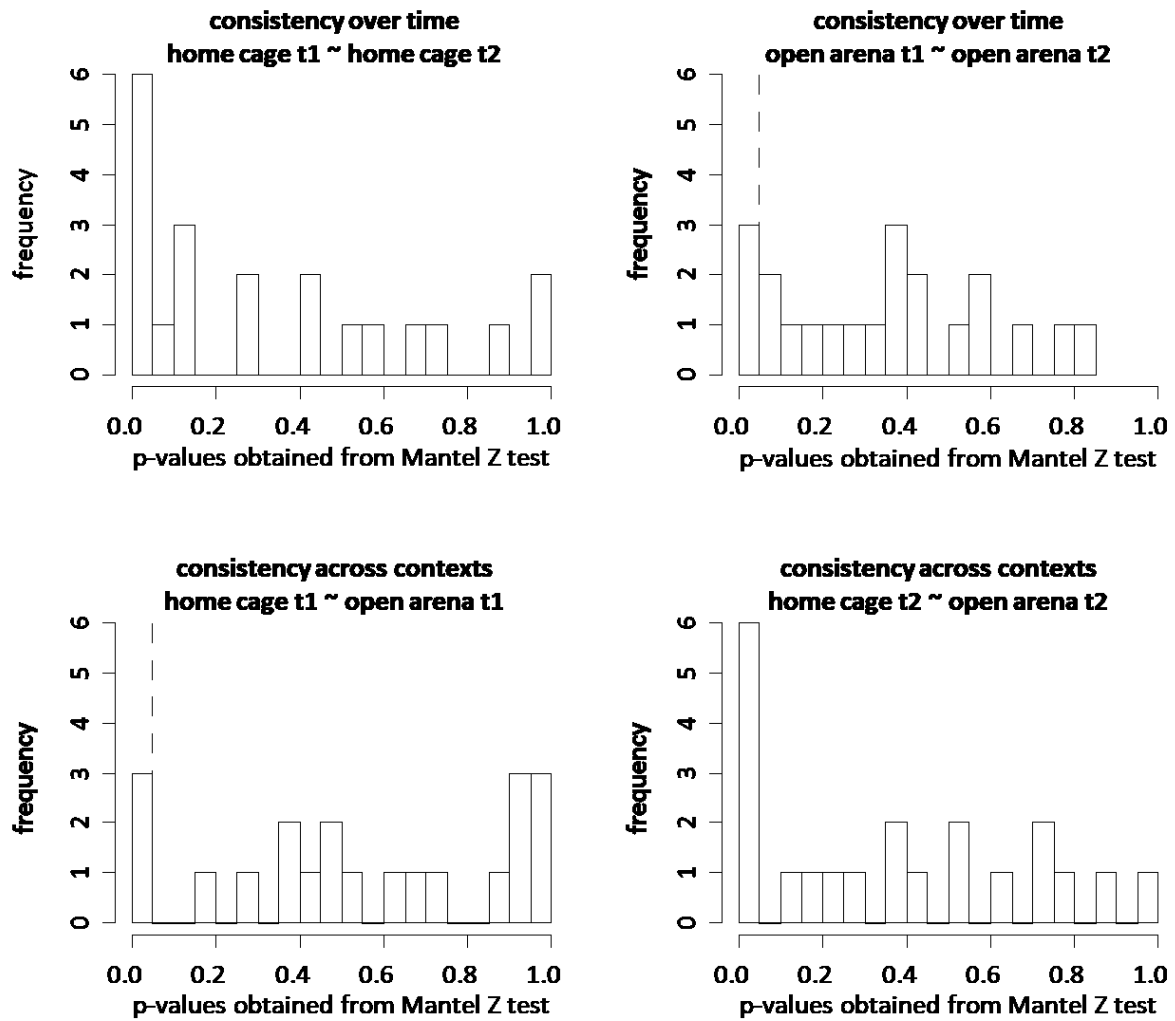 consistency over time
home cage t1 ~ home cage t2
6
5
4
3
2
1
0
frequency
0.0 0.2 0.4 0.6 0.8 1.0
p-values obtained from Mantel Z test
consistency over time
open arena t1 ~ open arena t2
6
5
4
3
2
1
0
frequency
0.0 0.2 0.4 0.6 0.8 1.0
p-values obtained from Mantel Z test
consistency across contexts
home cage t1 ~ open arena t1
6
5
4
3
2
1
0
frequency
0.0 0.2 0.4 0.6 0.8 1.0
p-values obtained from Mantel Z test
consistency across contexts
home cage t2 ~ open arena t2
6
5
4
3
2
1
0
frequency
0.0 0.2 0.4 0.6 0.8 1.0
p-values obtained from Mantel Z test